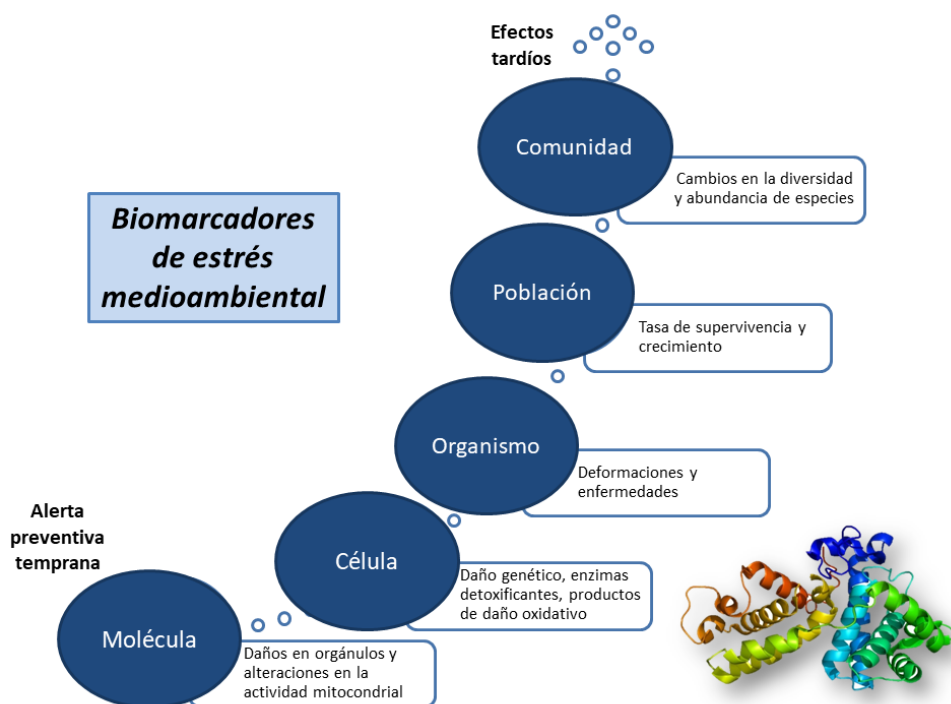 Efectos
tardíos
Comunidad
Cambios en la diversidad
y abundancia de especies
Biomarcadores
de estrés
medioambiental
Población
Tasa de supervivencia y
crecimiento
Organismo
Deformaciones y
enfermedades
Alerta
preventiva
temprana
Célula
Daño genético, enzimas
detoxificantes, productos
de daño oxidativo
Molécula
Daños en orgánulos y
alteraciones en la
actividad mitocondrial